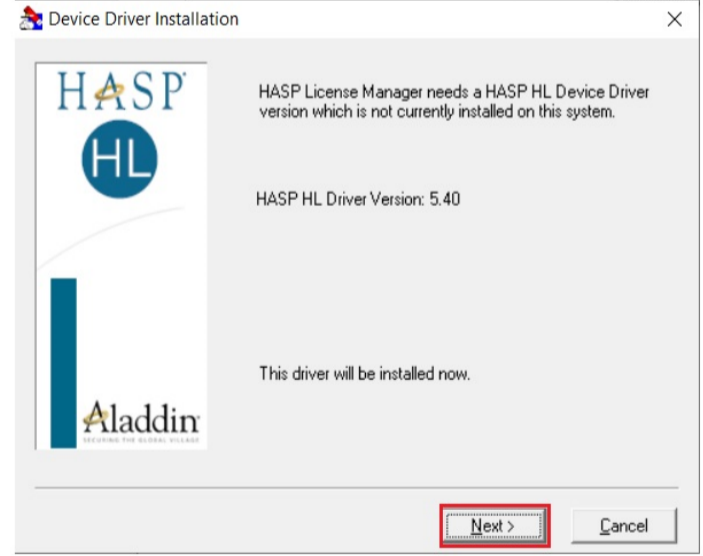 Device Driver Installation
HASP
HL
HASP License Manager needs a HASP HL Device Driver
version which is not currently installed on this system.
HASP HL Driver Version: 5.40
This driver will be installed now.
Aladdin
SECURING THE GLOBAL VILLAGE
Next >
Cancel